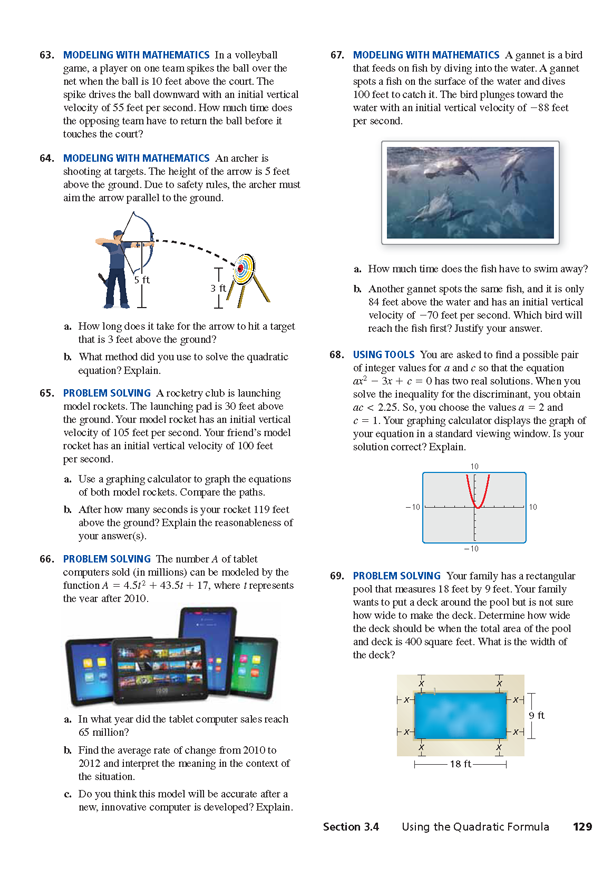 63. MODELING WITH MATHEMATICS In a volleyball
game, a player on one team spikes the ball over the
net when the ball is 10 feet above the court. The
spike drives the ball downward with an initial vertical
velocity of 55 feet per second. How much time does
the opposing team have to return the ball before it
touches the court?
64. MODELING WITH MATHEMATICS An archer is
shooting at targets. The height of the arrow is 5 feet
above the ground. Due to safety rules, the archer must
aim the arrow parallel to the ground.
5 ft
3 ft
a. How long does it take for the arrow to hit a target
that is 3 feet above the ground?
b. What method did you use to solve the quadratic
equation? Explain.
65. PROBLEM SOLVING A rocketry club is launching
model rockets. The launching pad is 30 feet above
the ground. Your model rocket has an initial vertical
velocity of 105 feet per second. Your friend's model
rocket has an initial vertical velocity of 100 feet
per second.
a. Use a graphing calculator to graph the equations
of both model rockets. Compare the paths.
b. After how many seconds is your rocket 119 feet
above the ground? Explain the reasonableness of
your answer(s).
66. PROBLEM SOLVING The number A of tablet
computers sold (in millions) can be modeled by the
function A = 4.5t² + 43.5t + 17, where t represents
the year after 2010.
a. In what year did the tablet computer sales reach
65 million?
b. Find the average rate of change from 2010 to
2012 and interpret the meaning in the context of
the situation.
c. Do you think this model will be accurate after a
new, innovative computer is developed? Explain.
67. MODELING WITH MATHEMATICS A gannet is a bird
that feeds on fish by diving into the water. A gannet
spots a fish on the surface of the water and dives
100 feet to catch it. The bird plunges toward the
water with an initial vertical velocity of −88 feet
per second.
a. How much time does the fish have to swim away?
b. Another gannet spots the same fish, and it is only
84 feet above the water and has an initial vertical
velocity of −70 feet per second. Which bird will
reach the fish first? Justify your answer.
68. USING TOOLS You are asked to find a possible pair
of integer values for a and c so that the equation
ax² − 3x + c = 0 has two real solutions. When you
solve the inequality for the discriminant, you obtain
ac < 2.25. So, you choose the values a = 2 and
c = 1. Your graphing calculator displays the graph of
your equation in a standard viewing window. Is your
solution correct? Explain.
10
−10
10
−10
69. PROBLEM SOLVING Your family has a rectangular
pool that measures 18 feet by 9 feet. Your family
wants to put a deck around the pool but is not sure
how wide to make the deck. Determine how wide
the deck should be when the total area of the pool
and deck is 400 square feet. What is the width of
the deck?
x
x
x
x
9 ft
x
x
x
x
18 ft
Section 3.4 Using the Quadratic Formula 129